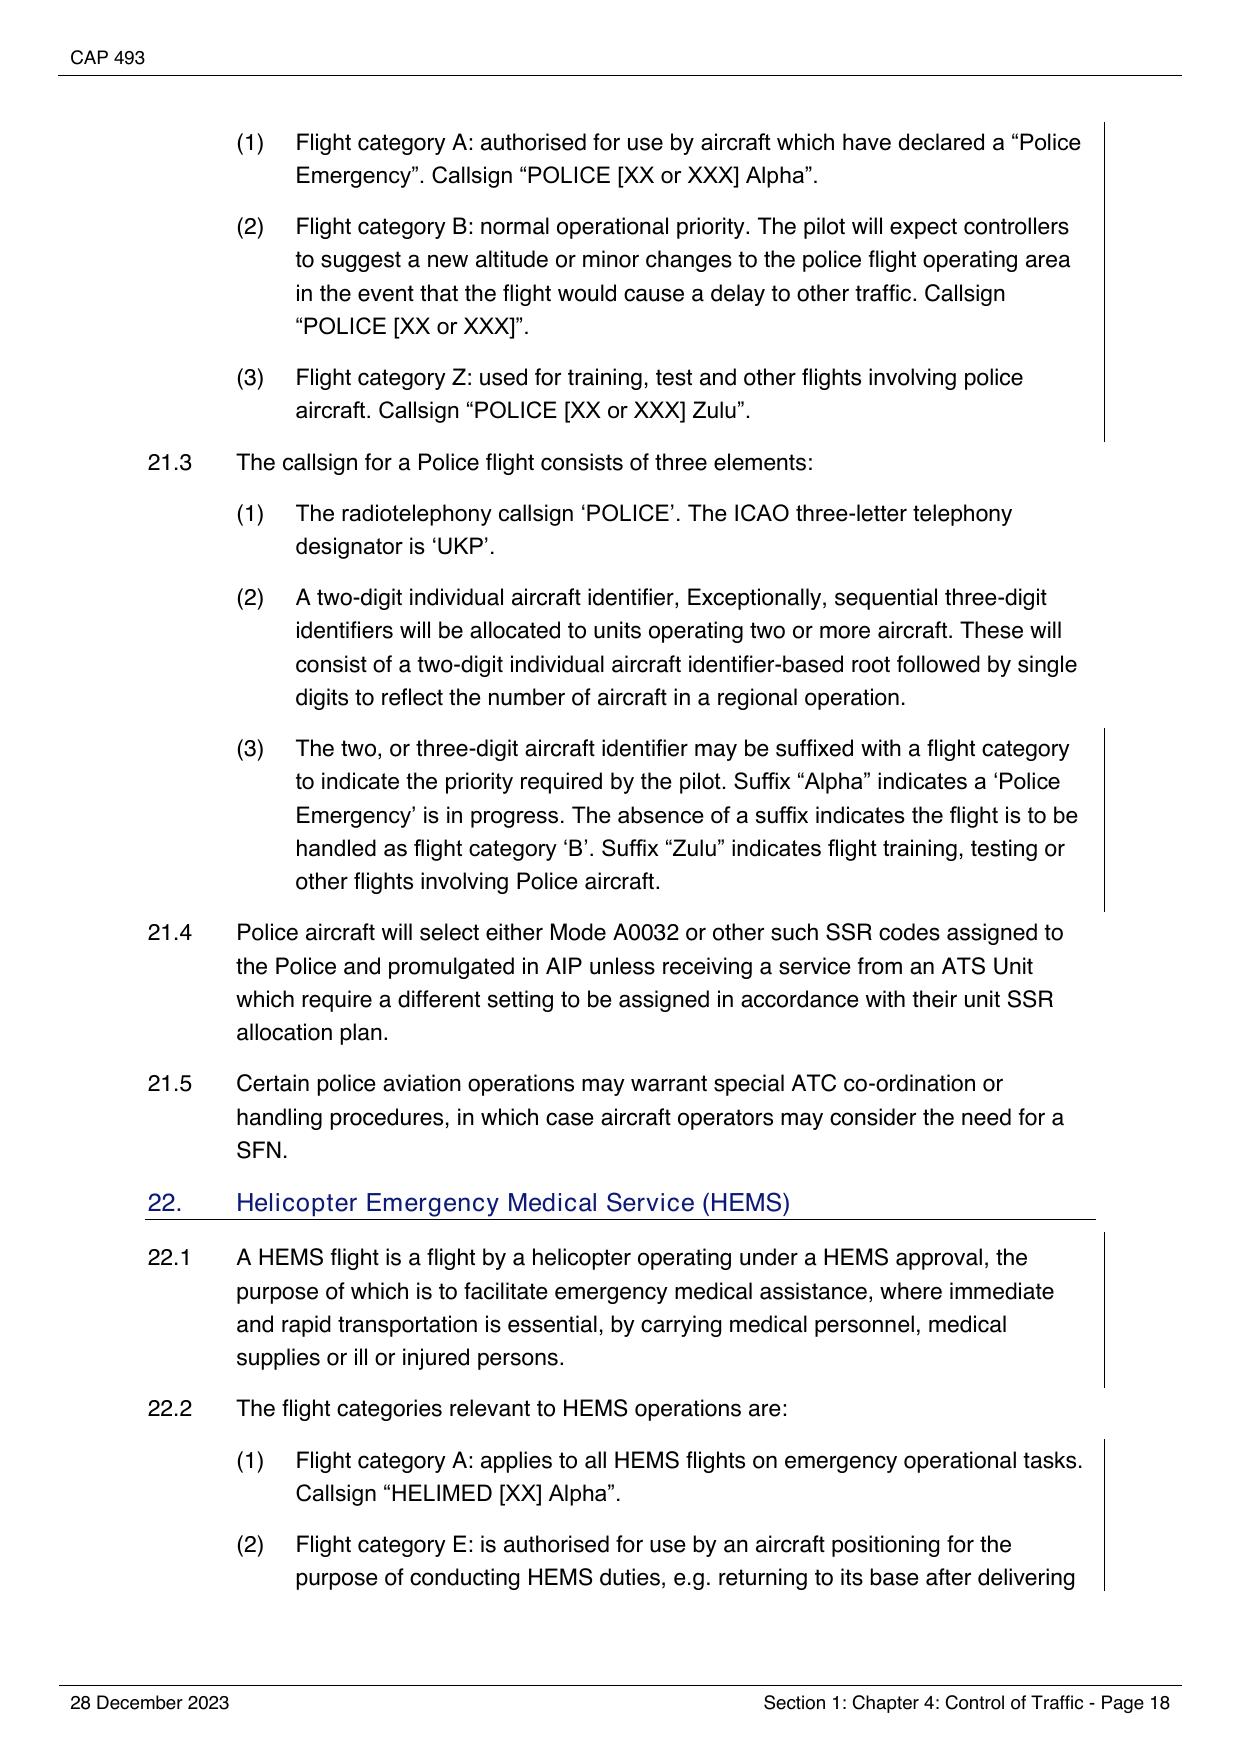 CAP 493
(1) Flight category A: authorised for use by aircraft which have declared a “Police
Emergency”. Callsign “POLICE [XX or XXX] Alpha”.
(2) Flight category B: normal operational priority. The pilot will expect controllers
to suggest a new altitude or minor changes to the police flight operating area
in the event that the flight would cause a delay to other traffic. Callsign
“POLICE [XX or XXX]”.
(3) Flight category Z: used for training, test and other flights involving police
aircraft. Callsign “POLICE [XX or XXX] Zulu”.
21.3 The callsign for a Police flight consists of three elements:
(1) The radiotelephony callsign ‘POLICE’. The ICAO three-letter telephony
designator is ‘UKP’.
(2) A two-digit individual aircraft identifier, Exceptionally, sequential three-digit
identifiers will be allocated to units operating two or more aircraft. These will
consist of a two-digit individual aircraft identifier-based root followed by single
digits to reflect the number of aircraft in a regional operation.
(3) The two, or three-digit aircraft identifier may be suffixed with a flight category
to indicate the priority required by the pilot. Suffix “Alpha” indicates a ‘Police
Emergency’ is in progress. The absence of a suffix indicates the flight is to be
handled as flight category ‘B’. Suffix “Zulu” indicates flight training, testing or
other flights involving Police aircraft.
21.4 Police aircraft will select either Mode A0032 or other such SSR codes assigned to
the Police and promulgated in AIP unless receiving a service from an ATS Unit
which require a different setting to be assigned in accordance with their unit SSR
allocation plan.
21.5 Certain police aviation operations may warrant special ATC co-ordination or
handling procedures, in which case aircraft operators may consider the need for a
SFN.
22. Helicopter Emergency Medical Service (HEMS)
22.1 A HEMS flight is a flight by a helicopter operating under a HEMS approval, the
purpose of which is to facilitate emergency medical assistance, where immediate
and rapid transportation is essential, by carrying medical personnel, medical
supplies or ill or injured persons.
22.2 The flight categories relevant to HEMS operations are:
(1) Flight category A: applies to all HEMS flights on emergency operational tasks.
Callsign “HELIMED [XX] Alpha”.
(2) Flight category E: is authorised for use by an aircraft positioning for the
purpose of conducting HEMS duties, e.g. returning to its base after delivering
28 December 2023 Section 1: Chapter 4: Control of Traffic - Page 18